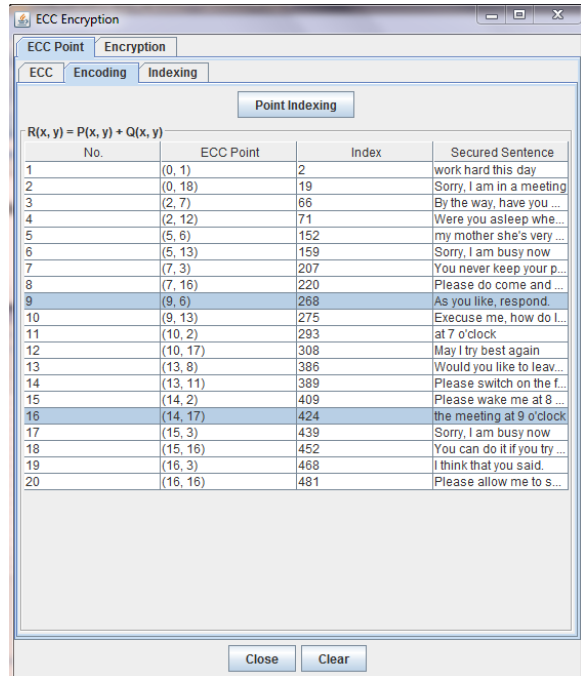 ECC Encryption
ECC Point Encryption
ECC Encoding Indexing
Point Indexing
R(x, y) = P(x, y) + Q(x, y)
No. ECC Point Index Secured Sentence
1 (0, 1) 2 work hard this day
2 (0, 18) 19 Sorry, I am in a meeting
3 (2, 7) 66 By the way, have you ...
4 (2, 12) 71 Were you asleep whe...
5 (5, 6) 152 my mother she's very ...
6 (5, 13) 159 Sorry, I am busy now
7 (7, 3) 207 You never keep your p...
8 (7, 16) 220 Please do come and ...
9 (9, 6) 268 As you like, respond.
10 (9, 13) 275 Execuse me, how do I...
11 (10, 2) 293 at 7 o'clock
12 (10, 17) 308 May I try best again
13 (13, 8) 386 Would you like to leav...
14 (13, 11) 389 Please switch on the f...
15 (14, 2) 409 Please wake me at 8 ...
16 (14, 17) 424 the meeting at 9 o'clock
17 (15, 3) 439 Sorry, I am busy now
18 (15, 16) 452 You can do it if you try ...
19 (16, 3) 468 I think that you said.
20 (16, 16) 481 Please allow me to s...
Close Clear